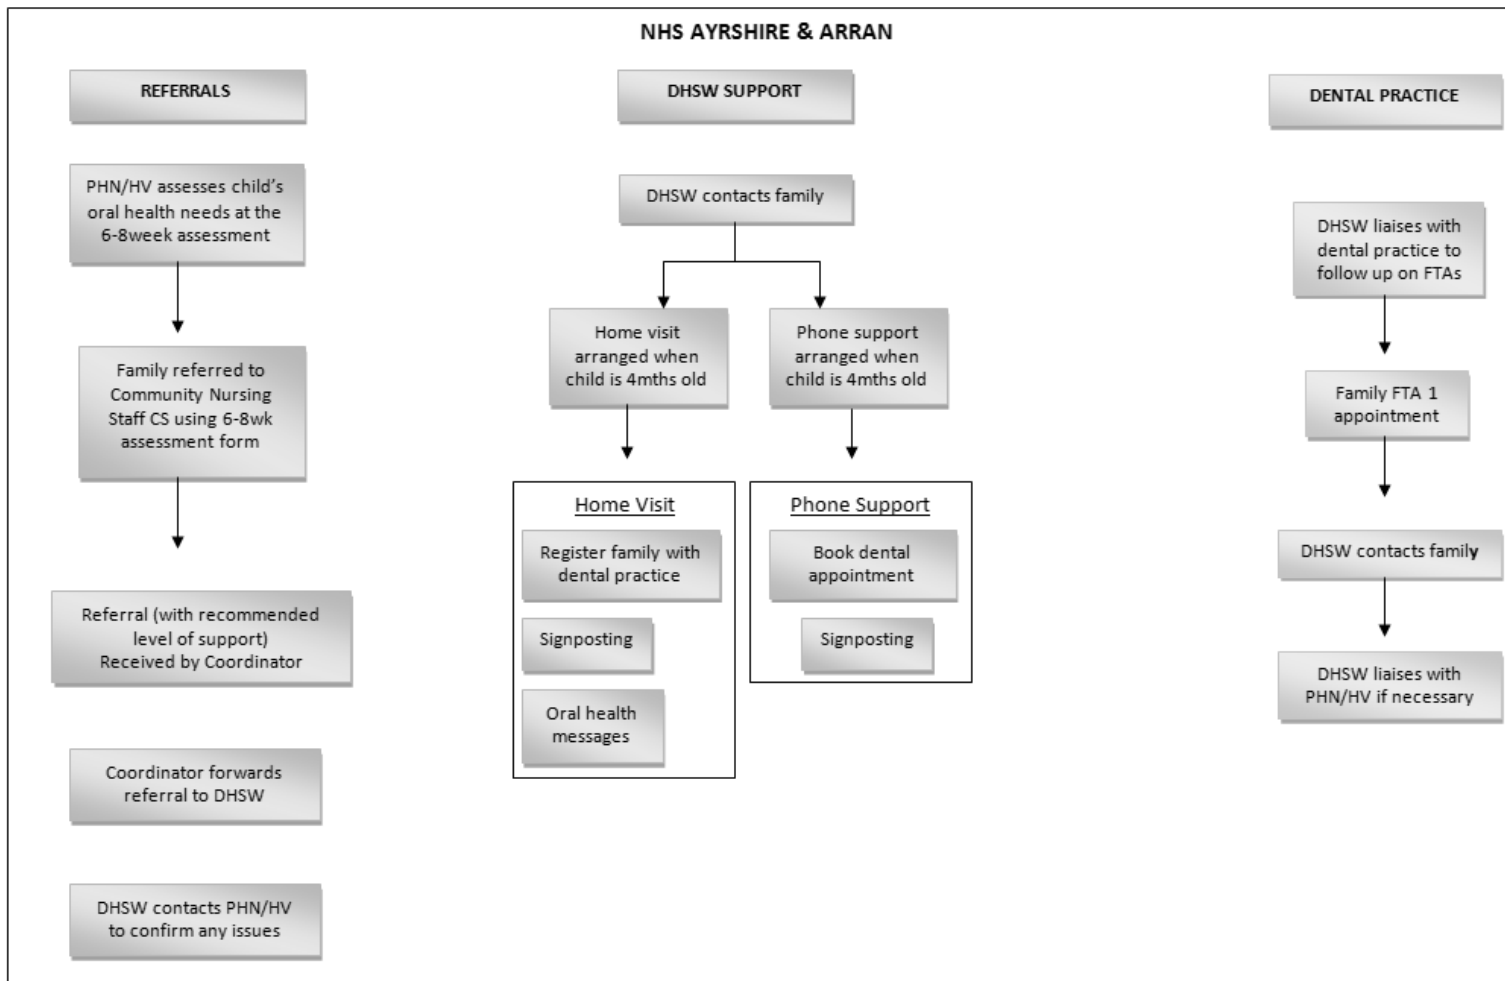 NHS AYRSHIRE & ARRAN
REFERRALS
PHN/HV assesses child's
oral health needs at the
6-8week assessment
Family referred to
Community Nursing
Staff CS using 6-8wk
assessment form
Referral (with recommended
level of support)
Received by Coordinator
Coordinator forwards
referral to DHSW
DHSW contacts PHN/HV
to confirm any issues
DHSW SUPPORT
DHSW contacts family
Home visit
arranged when
child is 4mths old
Phone support
arranged when
child is 4mths old
Home Visit
Register family with
dental practice
Signposting
Oral health
messages
Phone Support
Book dental
appointment
Signposting
DENTAL PRACTICE
DHSW liaises with
dental practice to
follow up on FTAs
Family FTA 1
appointment
DHSW contacts family
DHSW liaises with
PHN/HV if necessary